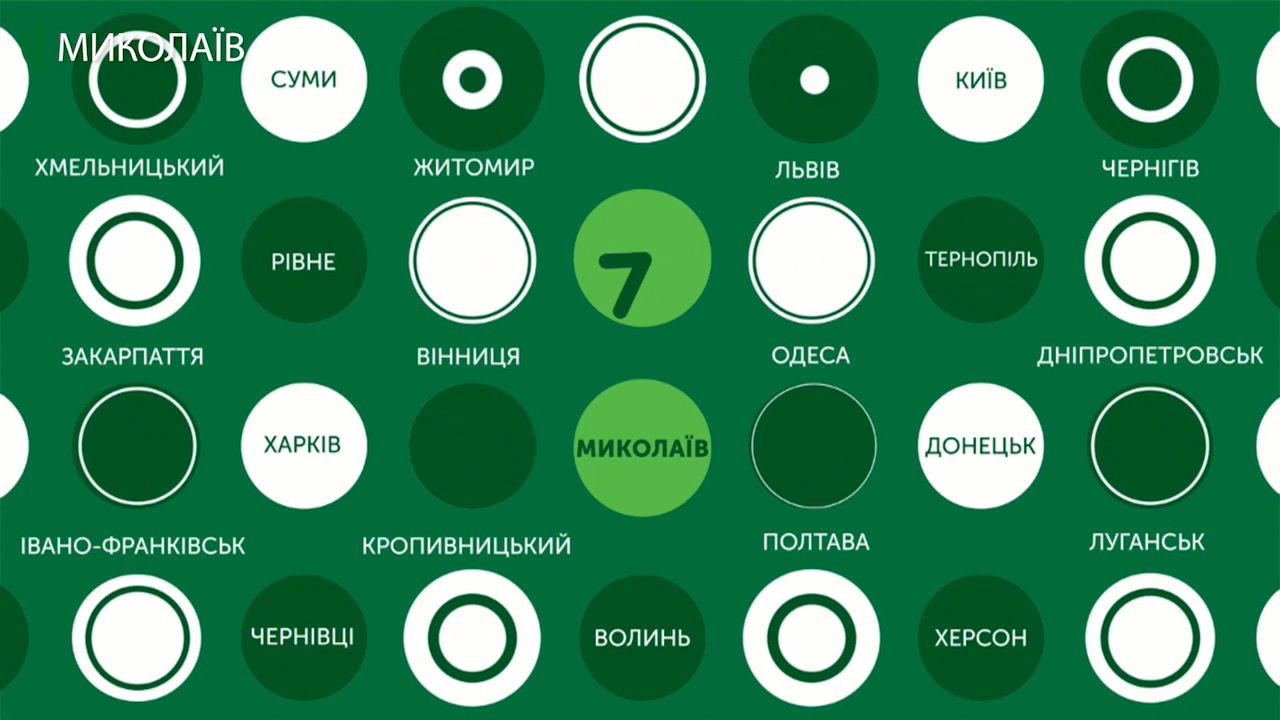 МИКОЛАЇВ
СУМИ
КИЇВ
ХМЕЛЬНИЦЬКИЙ
ЖИТОМИР
ЛЬВІВ
ЧЕРНІГІВ
РІВНЕ
7
ТЕРНОПІЛЬ
ЗАКАРПАТТЯ
ВІННИЦЯ
ОДЕСА
ДНІПРОПЕТРОВСЬК
ХАРКІВ
МИКОЛАЇВ
ДОНЕЦЬК
ІВАНО-ФРАНКІВСЬК
КРОПИВНИЦЬКИЙ
ПОЛТАВА
ЛУГАНСЬК
ЧЕРНІВЦІ
ВОЛИНЬ
ХЕРСОН